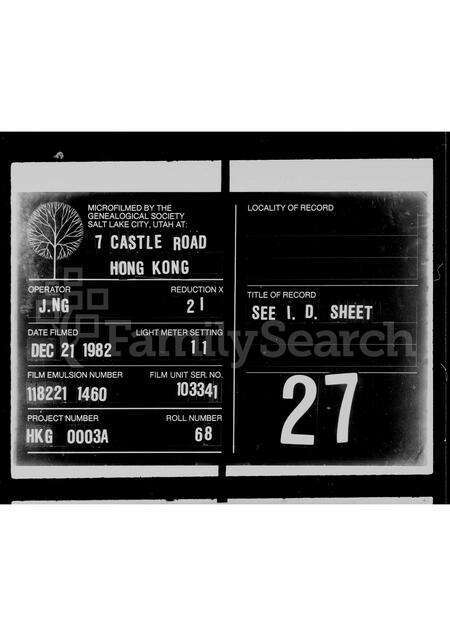 MICROFILMED BY THE
GENEALOGICAL SOCIETY
SALT LAKE CITY, UTAH AT:
7 CASTLE ROAD
HONG KONG
OPERATOR REDUCTION X
J.NG 21
DATE FILMED LIGHT METER SETTING
DEC 21 1982 11
FILM EMULSION NUMBER FILM UNIT SER. NO.
118221 1460 103341
PROJECT NUMBER ROLL NUMBER
HKG 0003A 68
LOCALITY OF RECORD
TITLE OF RECORD
SEE I. D. SHEET
27
FamilySearch